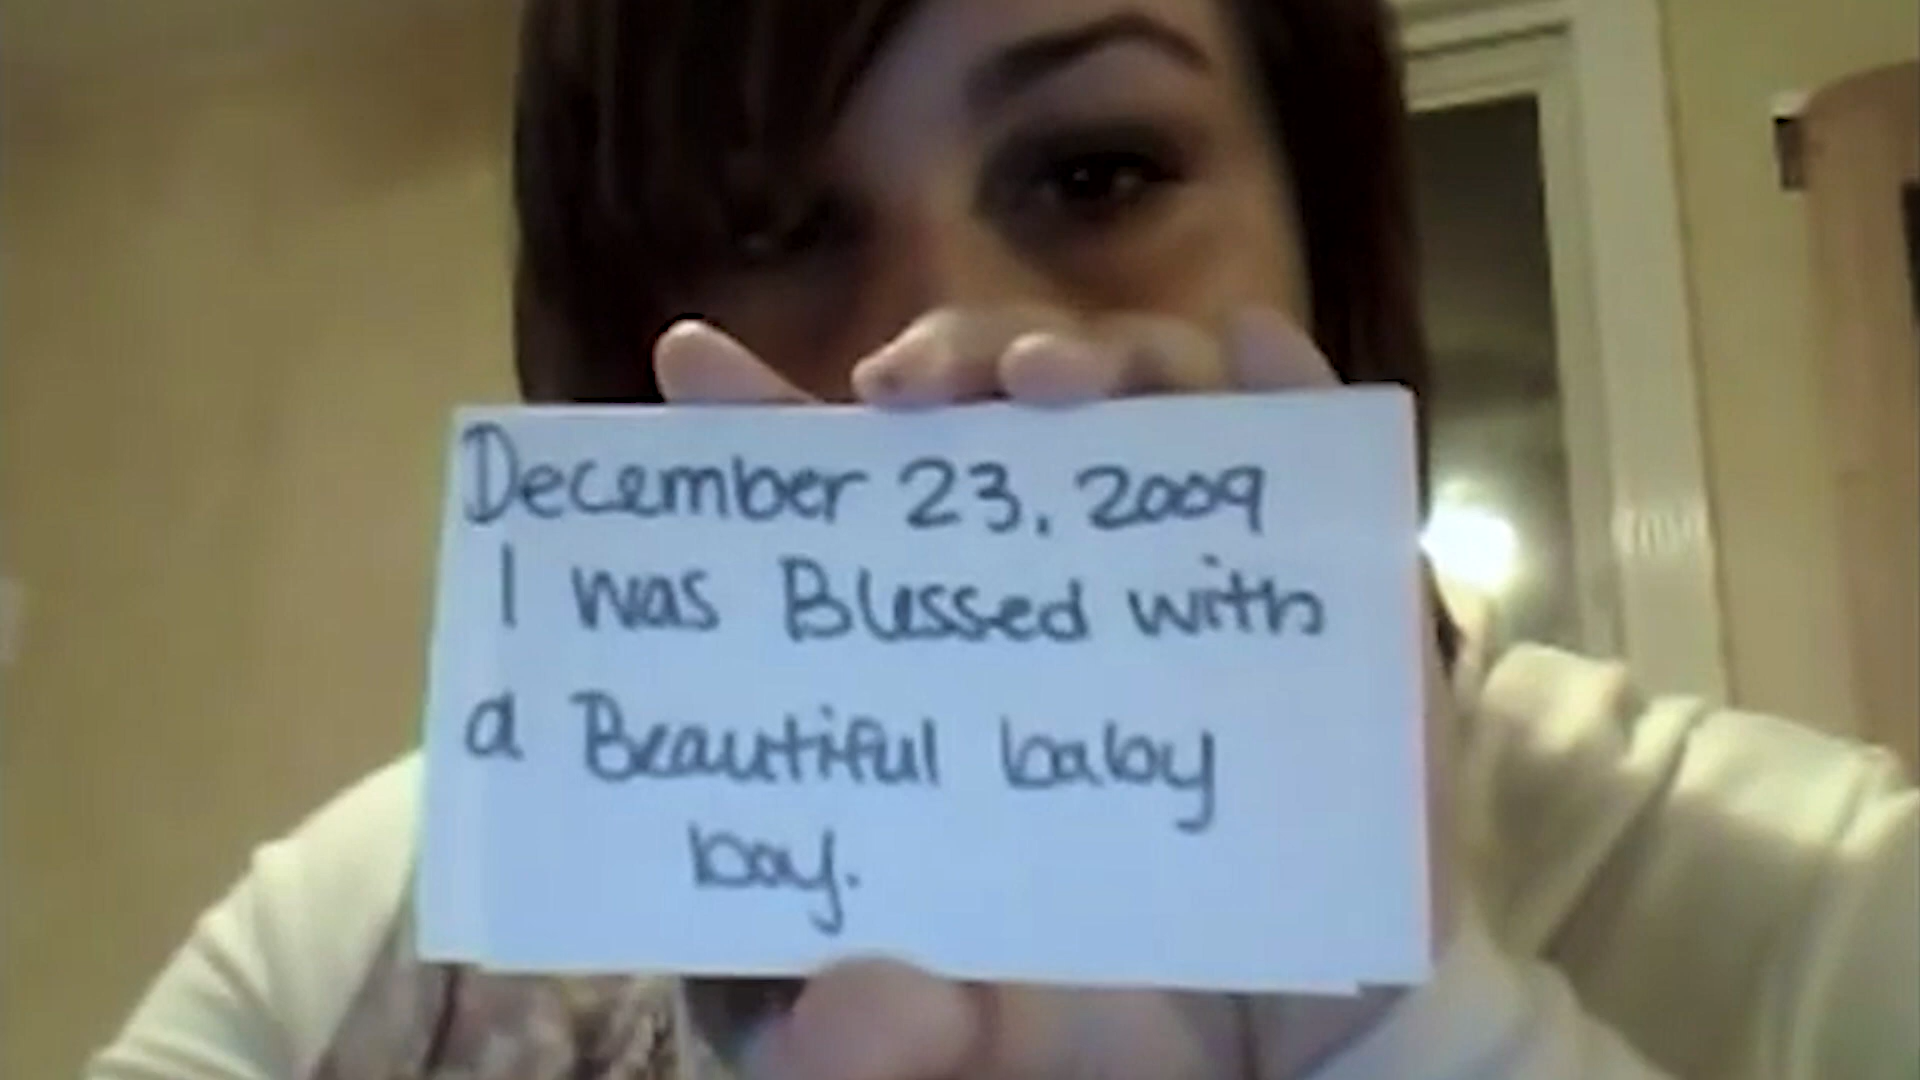 December 23, 2009
I was Blessed with
a Beautiful baby
boy.